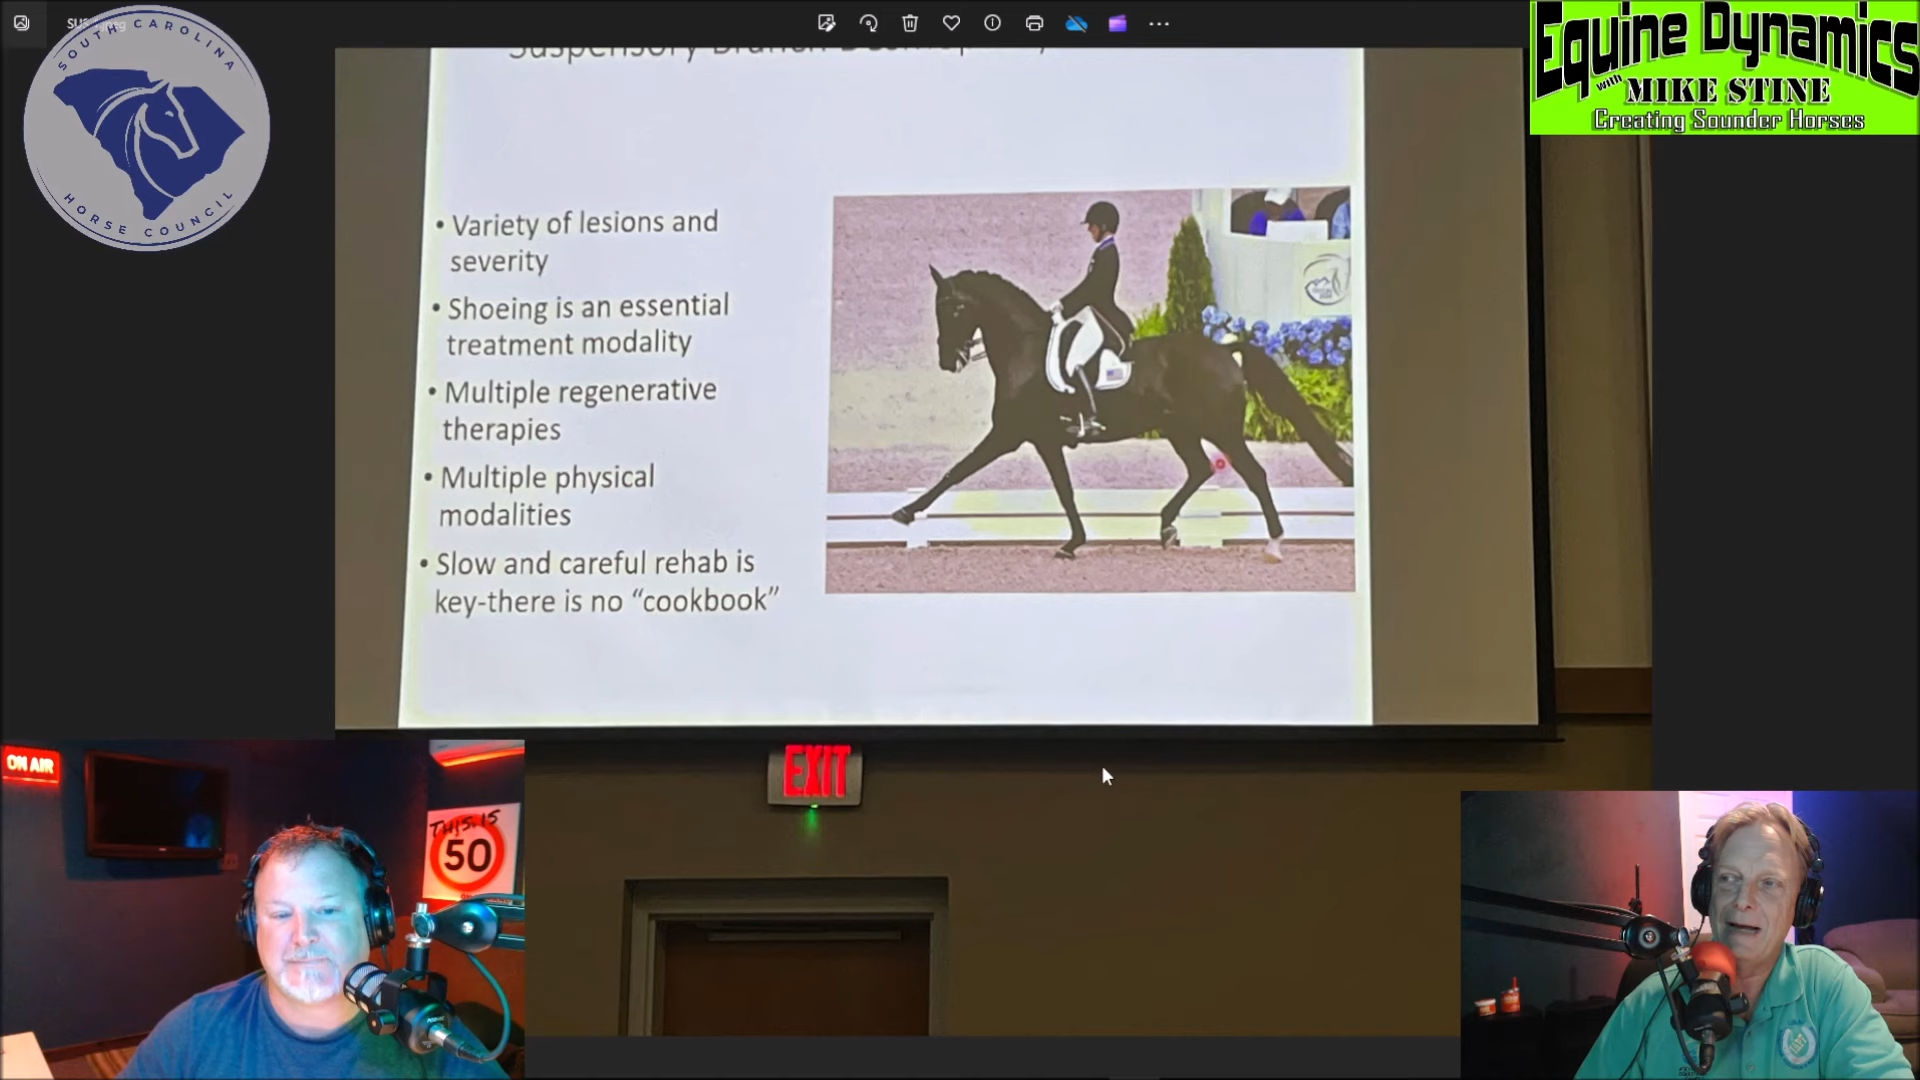 SOUTH CAROLINA
HORSE COUNCIL
Equine Dynamics
with MIKE STINE
Creating Sounder Horses
Suspensory Branch
• Variety of lesions and
severity
• Shoeing is an essential
treatment modality
• Multiple regenerative
therapies
• Multiple physical
modalities
• Slow and careful rehab is
key-there is no “cookbook”
EXIT
ON AIR
THIS IS
50